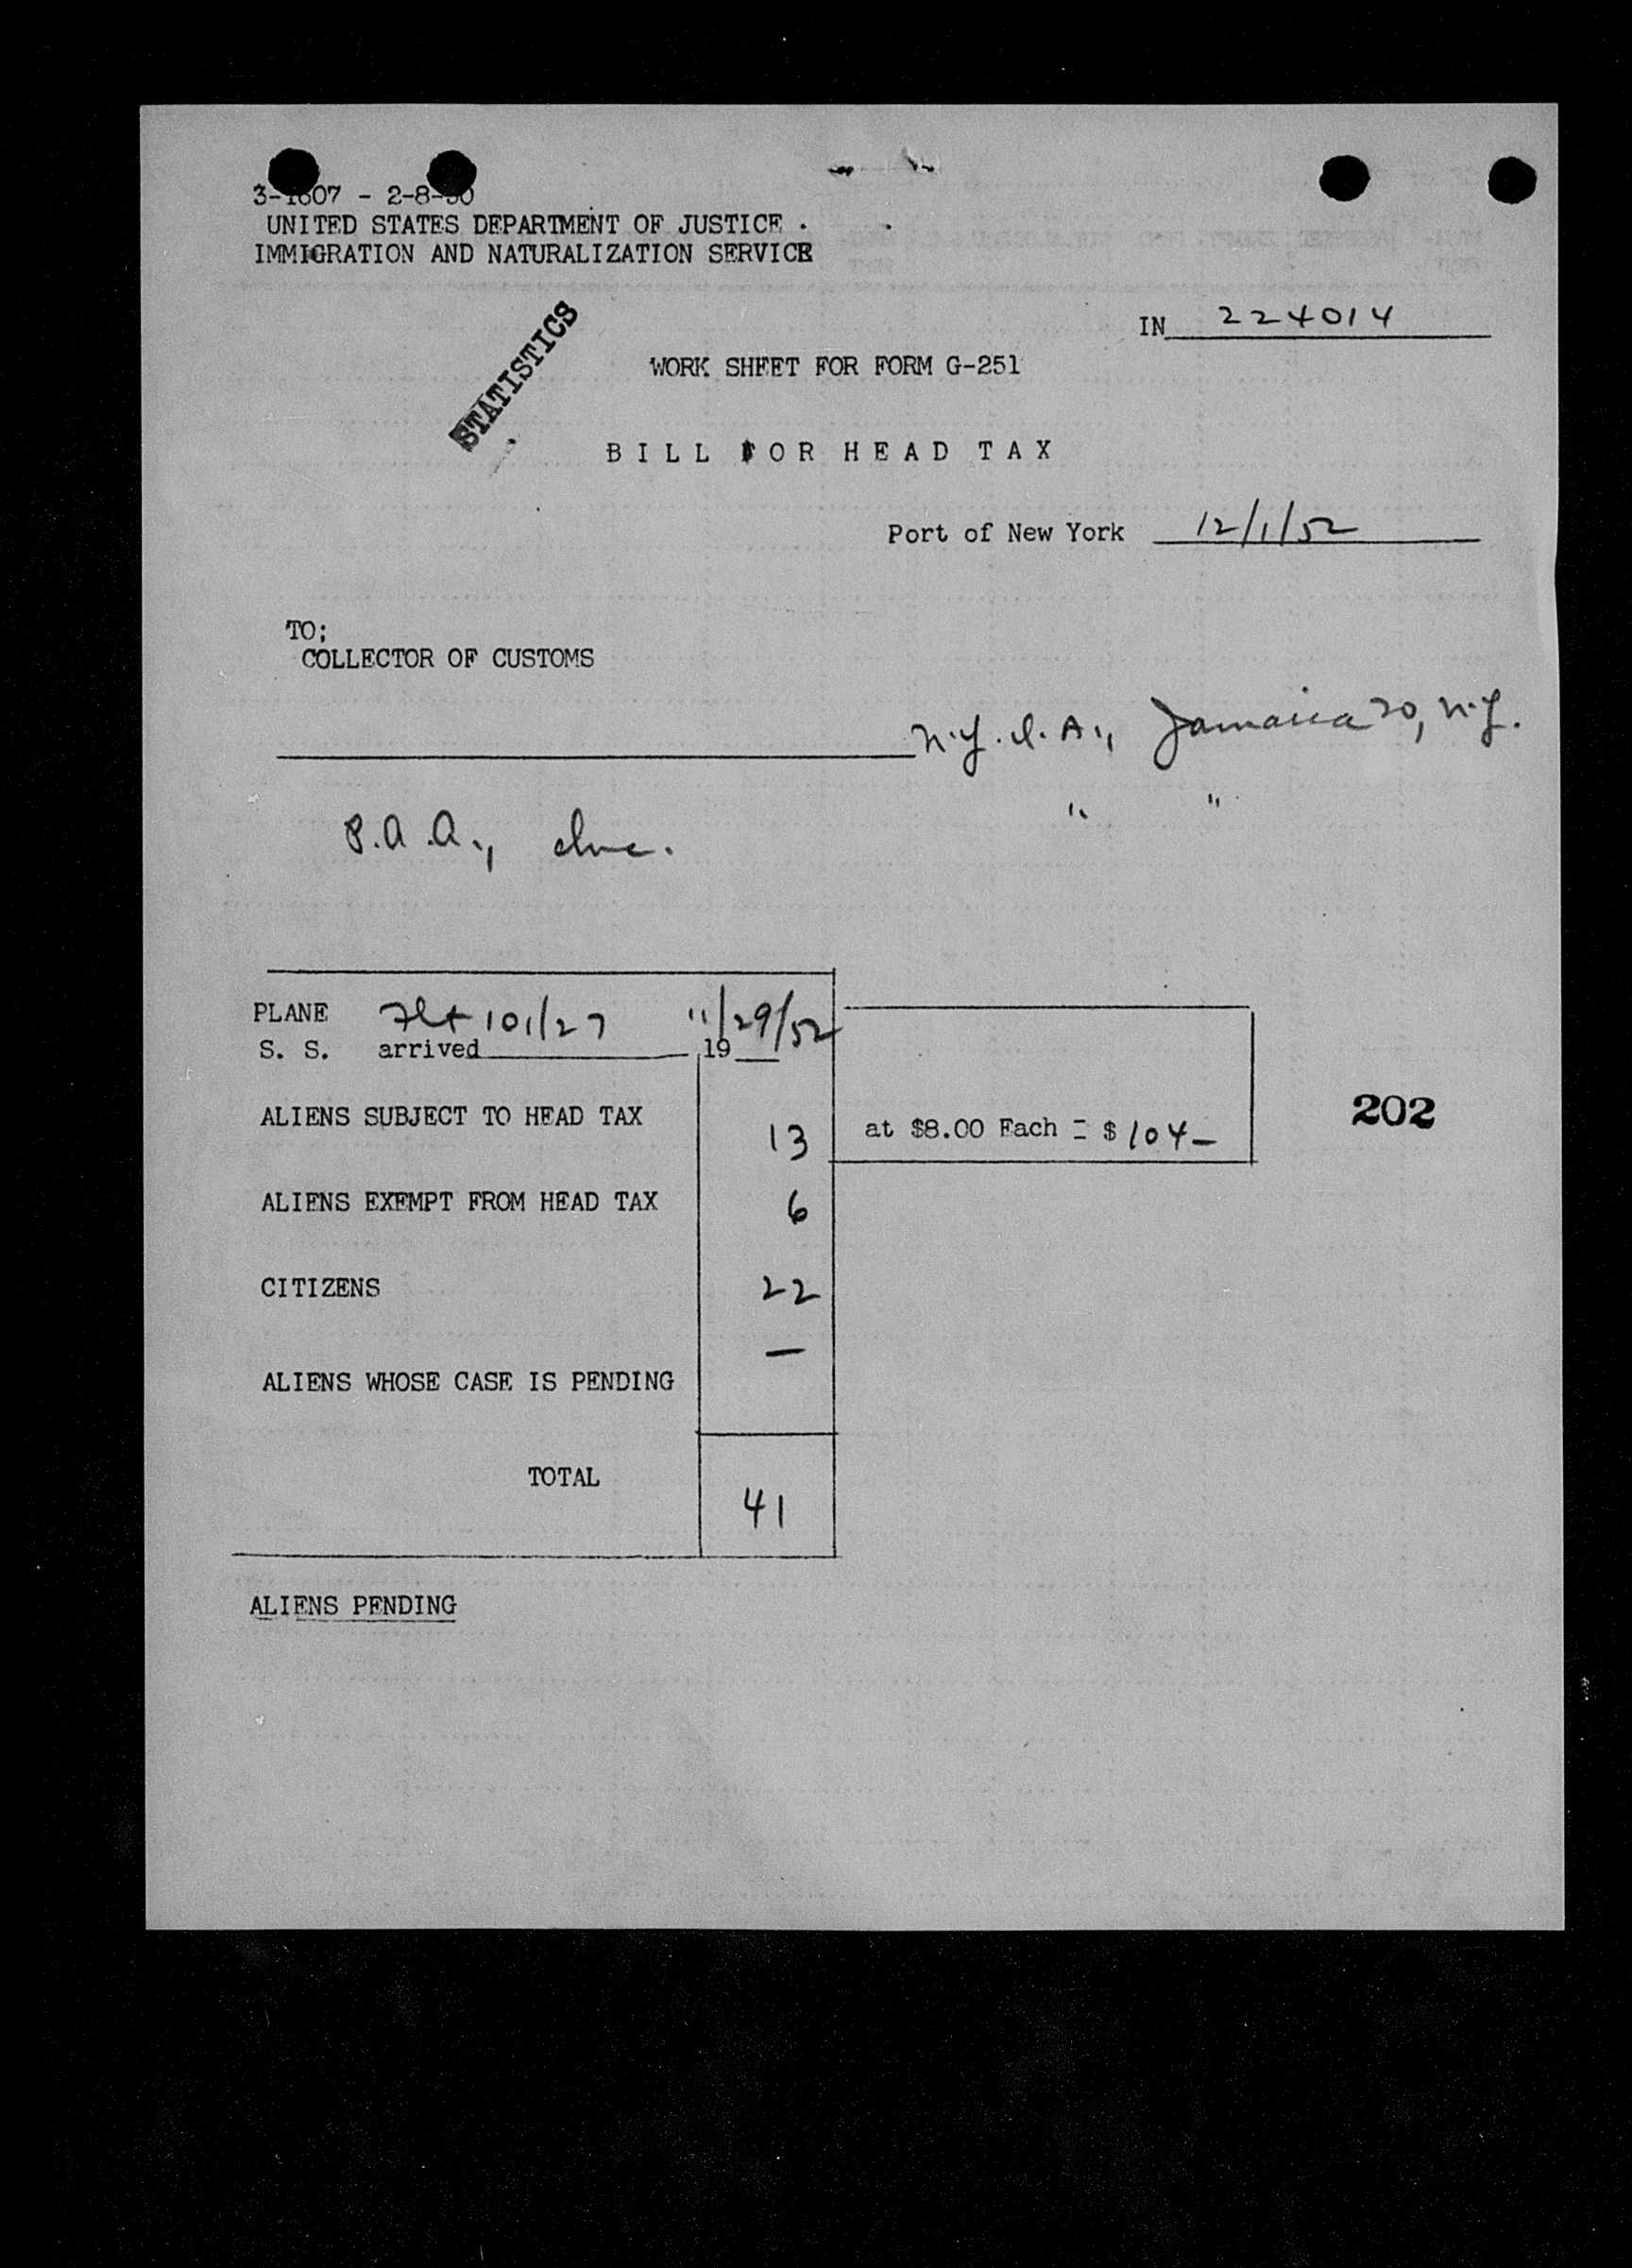 3-1607 - 2-8-50
UNITED STATES DEPARTMENT OF JUSTICE .
IMMIGRATION AND NATURALIZATION SERVICE
STATISTICS
IN 224014
WORK SHEET FOR FORM G-251
BILL FOR HEAD TAX
Port of New York 12/1/52
TO;
COLLECTOR OF CUSTOMS
N.Y.I.A., Jamaica 20, N.Y.
P.A.A., Inc. " "
PLANE Flt 101/27 11/29/52
S. S. arrived 19
ALIENS SUBJECT TO HEAD TAX 13 at $8.00 Each = $ 104-
202
ALIENS EXEMPT FROM HEAD TAX 6
CITIZENS 22
ALIENS WHOSE CASE IS PENDING —
TOTAL 41
ALIENS PENDING